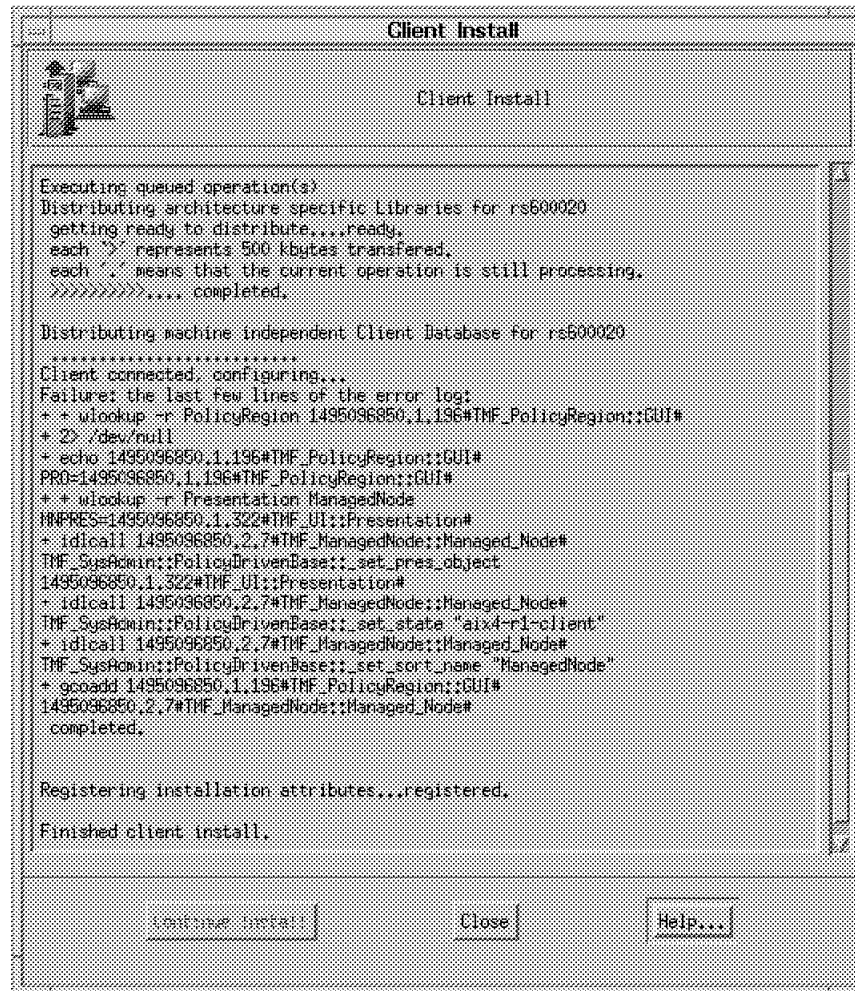 Client Install
Client Install
Executing queued operation(s)
Distributing architecture specific Libraries for rs600020
getting ready to distribute....ready.
each '>' represents 500 kbytes transfered.
each '.' means that the current operation is still processing.
>>>>>>>>>>.... completed.
Distributing machine independent Client Database for rs600020
..........................
Client connected, configuring...
Failure: the last few lines of the error log:
+ + wlookup -r PolicyRegion 1495096850.1.196#TMF_PolicyRegion::GUI#
+ 2> /dev/null
+ echo 1495096850.1.196#TMF_PolicyRegion::GUI#
PRO=1495096850.1.196#TMF_PolicyRegion::GUI#
+ + wlookup -r Presentation ManagedNode
MNPRES=1495096850.1.322#TMF_UI::Presentation#
+ idlcall 1495096850.2.7#TMF_ManagedNode::Managed_Node#
TMF_SysAdmin::PolicyDrivenBase::_set_pres_object
1495096850.1.322#TMF_UI::Presentation#
+ idlcall 1495096850.2.7#TMF_ManagedNode::Managed_Node#
TMF_SysAdmin::PolicyDrivenBase::_set_state "aix4-r1-client"
+ idlcall 1495096850.2.7#TMF_ManagedNode::Managed_Node#
TMF_SysAdmin::PolicyDrivenBase::_set_sort_name "ManagedNode"
+ gcoadd 1495096850.1.196#TMF_PolicyRegion::GUI#
1495096850.2.7#TMF_ManagedNode::Managed_Node#
completed.
Registering installation attributes...registered.
Finished client install.
Continue Install
Close
Help...